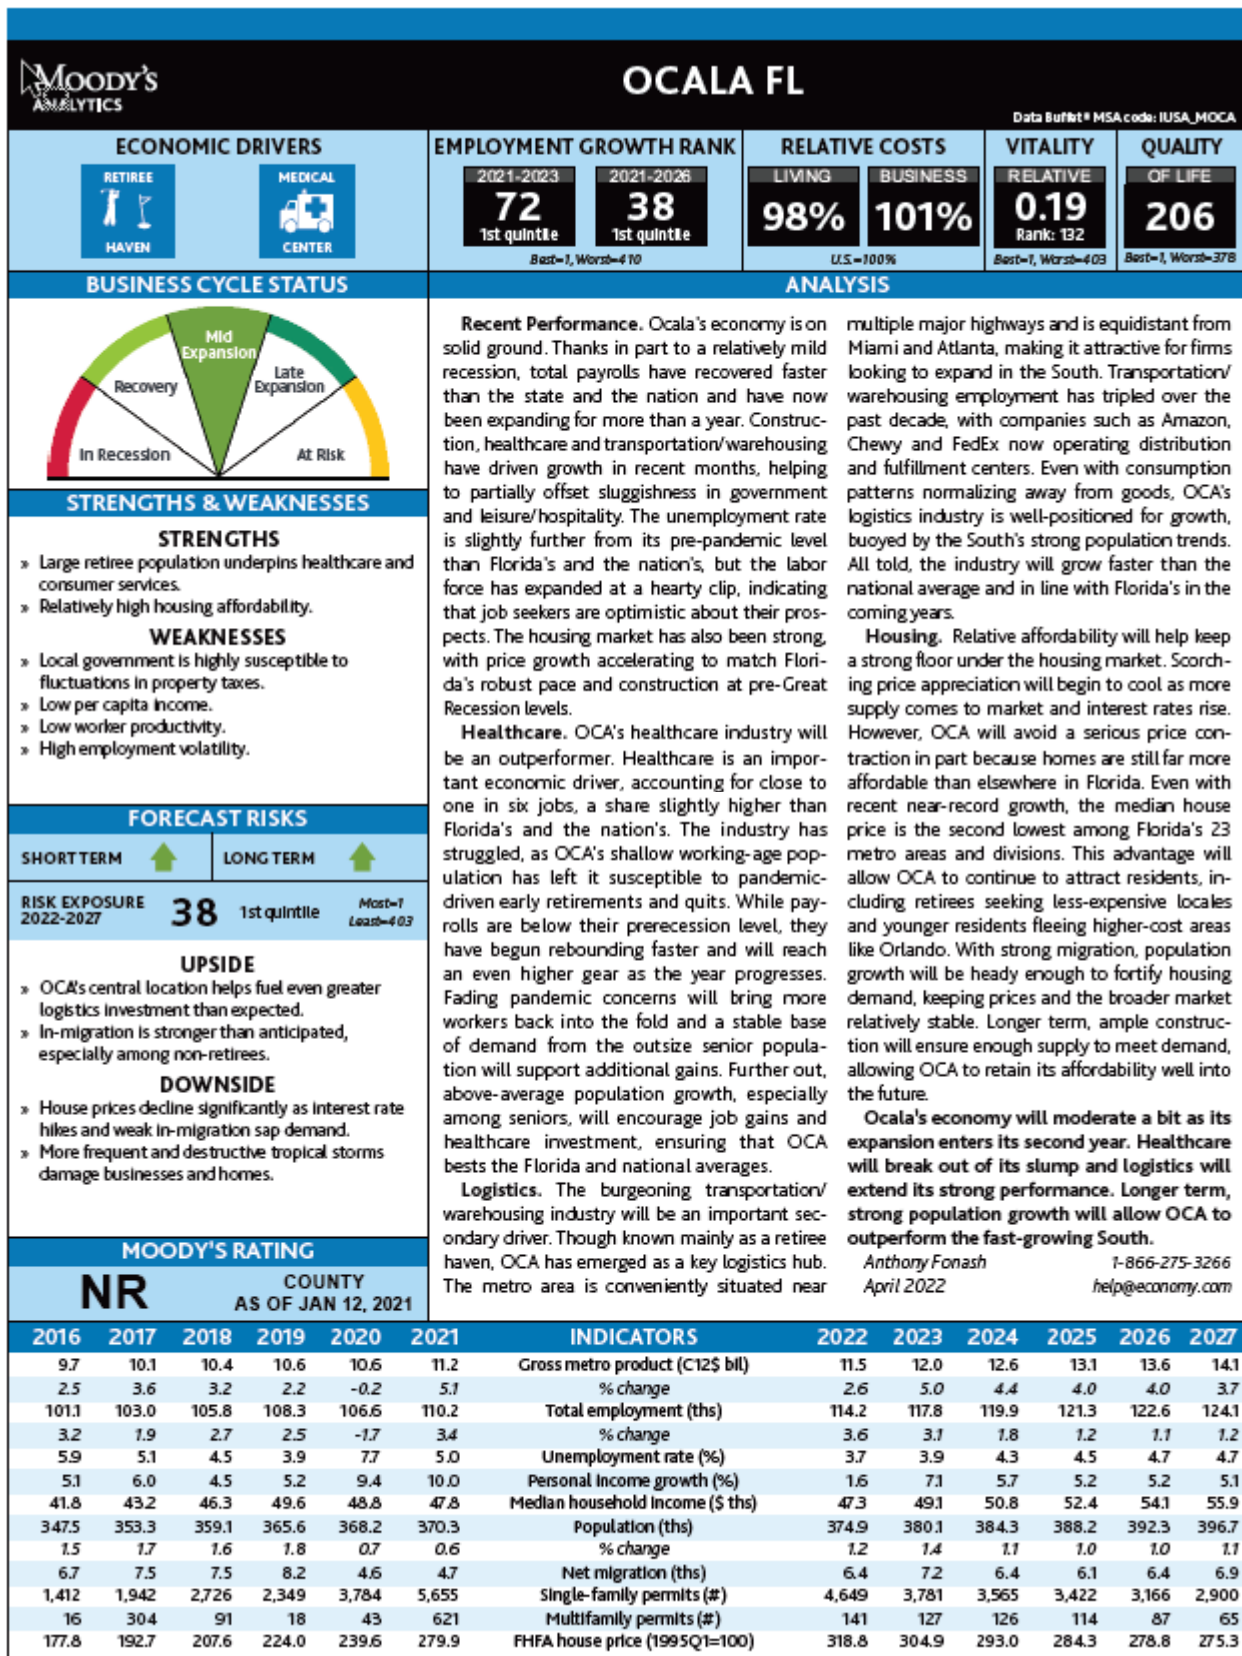 MOODY'S
ANALYTICS
OCALA FL
Data Buffet® MSA code: IUSA_MOCA
ECONOMIC DRIVERS
RETIREE
HAVEN
MEDICAL
CENTER
EMPLOYMENT GROWTH RANK
2021-2023
72
1st quintile
2021-2026
38
1st quintile
Best=1, Worst=410
RELATIVE COSTS
LIVING
98%
BUSINESS
101%
U.S.=100%
VITALITY
RELATIVE
0.19
Rank: 132
Best=1, Worst=403
QUALITY
OF LIFE
206
Best=1, Worst=378
BUSINESS CYCLE STATUS
In Recession
Recovery
Mid
Expansion
Late
Expansion
At Risk
STRENGTHS & WEAKNESSES
STRENGTHS
» Large retiree population underpins healthcare and
consumer services.
» Relatively high housing affordability.
WEAKNESSES
» Local government is highly susceptible to
fluctuations in property taxes.
» Low per capita income.
» Low worker productivity.
» High employment volatility.
FORECAST RISKS
SHORT TERM
LONG TERM
RISK EXPOSURE
2022-2027
38
1st quintile
Most=1
Least=403
UPSIDE
» OCA's central location helps fuel even greater
logistics investment than expected.
» In-migration is stronger than anticipated,
especially among non-retirees.
DOWNSIDE
» House prices decline significantly as interest rate
hikes and weak in-migration sap demand.
» More frequent and destructive tropical storms
damage businesses and homes.
MOODY'S RATING
NR
COUNTY
AS OF JAN 12, 2021
ANALYSIS
Recent Performance. Ocala's economy is on
solid ground. Thanks in part to a relatively mild
recession, total payrolls have recovered faster
than the state and the nation and have now
been expanding for more than a year. Construc-
tion, healthcare and transportation/warehousing
have driven growth in recent months, helping
to partially offset sluggishness in government
and leisure/hospitality. The unemployment rate
is slightly further from its pre-pandemic level
than Florida's and the nation's, but the labor
force has expanded at a hearty clip, indicating
that job seekers are optimistic about their pros-
pects. The housing market has also been strong,
with price growth accelerating to match Flori-
da's robust pace and construction at pre-Great
Recession levels.
Healthcare. OCA's healthcare industry will
be an outperformer. Healthcare is an impor-
tant economic driver, accounting for close to
one in six jobs, a share slightly higher than
Florida's and the nation's. The industry has
struggled, as OCA's shallow working-age pop-
ulation has left it susceptible to pandemic-
driven early retirements and quits. While pay-
rolls are below their prerecession level, they
have begun rebounding faster and will reach
an even higher gear as the year progresses.
Fading pandemic concerns will bring more
workers back into the fold and a stable base
of demand from the outsize senior popula-
tion will support additional gains. Further out,
above-average population growth, especially
among seniors, will encourage job gains and
healthcare investment, ensuring that OCA
bests the Florida and national averages.
Logistics. The burgeoning transportation/
warehousing industry will be an important sec-
ondary driver. Though known mainly as a retiree
haven, OCA has emerged as a key logistics hub.
The metro area is conveniently situated near
multiple major highways and is equidistant from
Miami and Atlanta, making it attractive for firms
looking to expand in the South. Transportation/
warehousing employment has tripled over the
past decade, with companies such as Amazon,
Chewy and FedEx now operating distribution
and fulfillment centers. Even with consumption
patterns normalizing away from goods, OCA's
logistics industry is well-positioned for growth,
buoyed by the South's strong population trends.
All told, the industry will grow faster than the
national average and in line with Florida's in the
coming years.
Housing. Relative affordability will help keep
a strong floor under the housing market. Scorch-
ing price appreciation will begin to cool as more
supply comes to market and interest rates rise.
However, OCA will avoid a serious price con-
traction in part because homes are still far more
affordable than elsewhere in Florida. Even with
recent near-record growth, the median house
price is the second lowest among Florida's 23
metro areas and divisions. This advantage will
allow OCA to continue to attract residents, in-
cluding retirees seeking less-expensive locales
and younger residents fleeing higher-cost areas
like Orlando. With strong migration, population
growth will be heady enough to fortify housing
demand, keeping prices and the broader market
relatively stable. Longer term, ample construc-
tion will ensure enough supply to meet demand,
allowing OCA to retain its affordability well into
the future.
Ocala's economy will moderate a bit as its
expansion enters its second year. Healthcare
will break out of its slump and logistics will
extend its strong performance. Longer term,
strong population growth will allow OCA to
outperform the fast-growing South.
Anthony Fonash 1-866-275-3266
April 2022 help@economy.com
2016 2017 2018 2019 2020 2021 INDICATORS 2022 2023 2024 2025 2026 2027
9.7 10.1 10.4 10.6 10.6 11.2 Gross metro product (C12$ bil) 11.5 12.0 12.6 13.1 13.6 14.1
2.5 3.6 3.2 2.2 -0.2 5.1 % change 2.6 5.0 4.4 4.0 4.0 3.7
101.1 103.0 105.8 108.3 106.6 110.2 Total employment (ths) 114.2 117.8 119.9 121.3 122.6 124.1
3.2 1.9 2.7 2.5 -1.7 3.4 % change 3.6 3.1 1.8 1.2 1.1 1.2
5.9 5.1 4.5 3.9 7.7 5.0 Unemployment rate (%) 3.7 3.9 4.3 4.5 4.7 4.7
5.1 6.0 4.5 5.2 9.4 10.0 Personal income growth (%) 1.6 7.1 5.7 5.2 5.2 5.1
41.8 43.2 46.3 49.6 48.8 47.8 Median household income ($ ths) 47.3 49.1 50.8 52.4 54.1 55.9
347.5 353.3 359.1 365.6 368.2 370.3 Population (ths) 374.9 380.1 384.3 388.2 392.3 396.7
1.5 1.7 1.6 1.8 0.7 0.6 % change 1.2 1.4 1.1 1.0 1.0 1.1
6.7 7.5 7.5 8.2 4.6 4.7 Net migration (ths) 6.4 7.2 6.4 6.1 6.4 6.9
1,412 1,942 2,726 2,349 3,784 5,655 Single-family permits (#) 4,649 3,781 3,565 3,422 3,166 2,900
16 304 91 18 43 621 Multifamily permits (#) 141 127 126 114 87 65
177.8 192.7 207.6 224.0 239.6 279.9 FHFA house price (1995Q1=100) 318.8 304.9 293.0 284.3 278.8 275.3